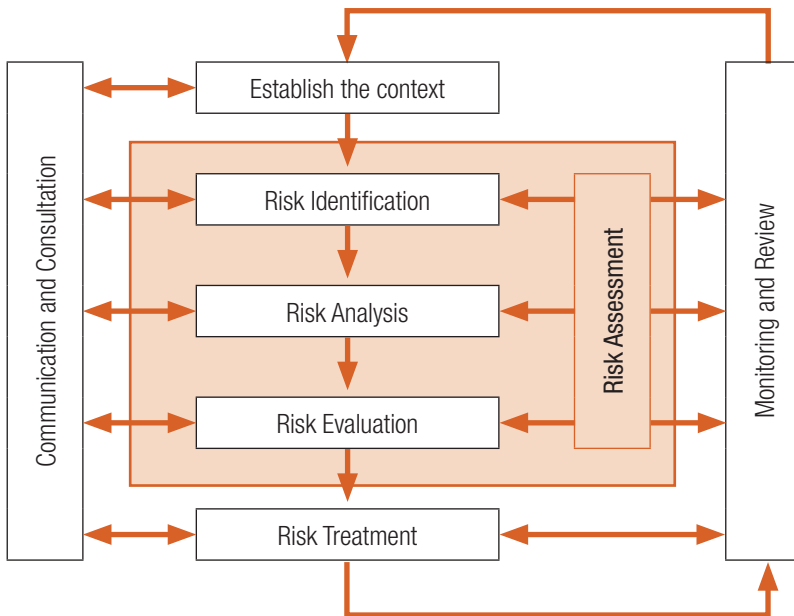 Establish the context
Communication and Consultation
Risk Identification
Risk Analysis
Risk Evaluation
Risk Assessment
Monitoring and Review
Risk Treatment